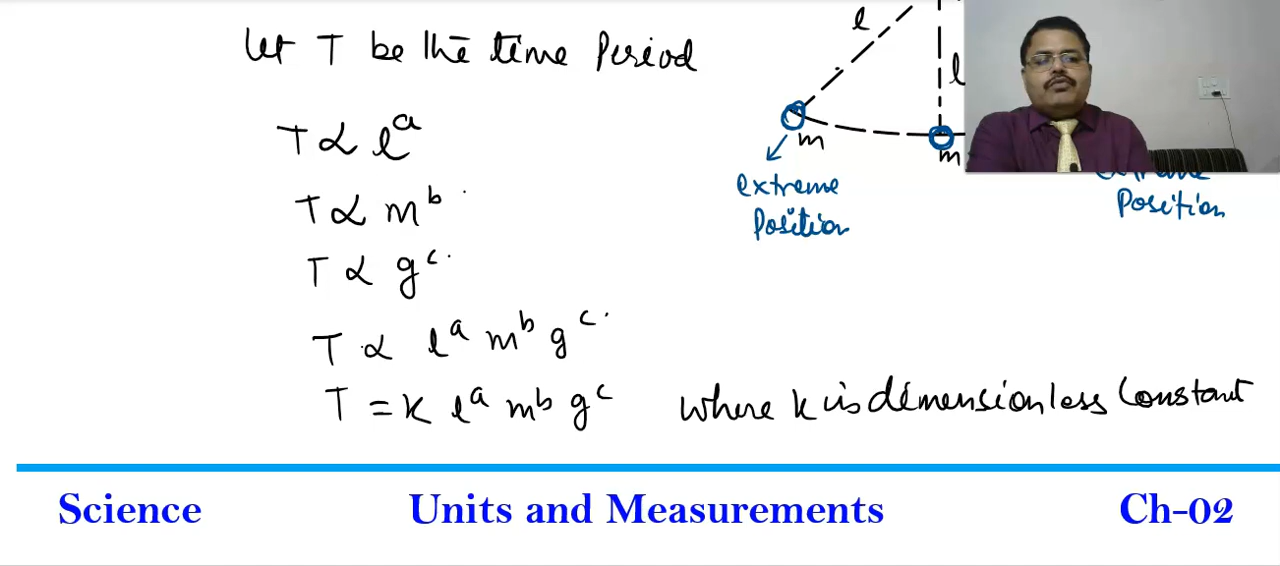 let T be the time Period
T ∝ l^a
T ∝ m^b
T ∝ g^c
T ∝ l^a m^b g^c
T = K l^a m^b g^c where K is dimensionless Constant
l
l
m
m
extreme
Position
Position
Science Units and Measurements Ch-02